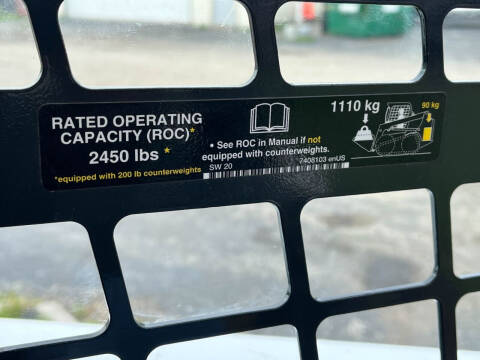 RATED OPERATING
CAPACITY (ROC)*
2450 lbs *
*equipped with 200 lb counterweights
• See ROC in Manual if not
equipped with counterweights.
SW 20 7408103 enUS
1110 kg
90 kg